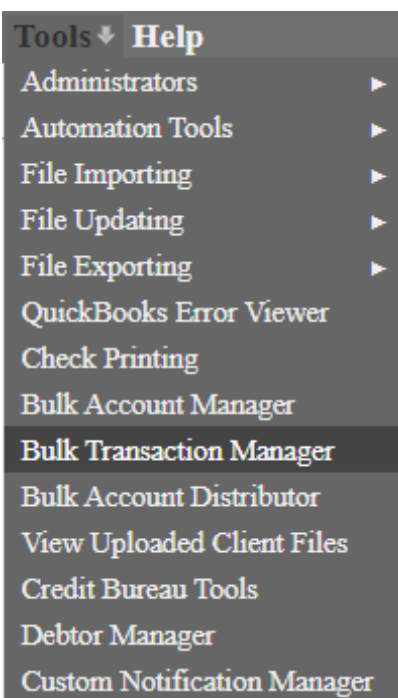 Tools Help
Administrators
Automation Tools
File Importing
File Updating
File Exporting
QuickBooks Error Viewer
Check Printing
Bulk Account Manager
Bulk Transaction Manager
Bulk Account Distributor
View Uploaded Client Files
Credit Bureau Tools
Debtor Manager
Custom Notification Manager